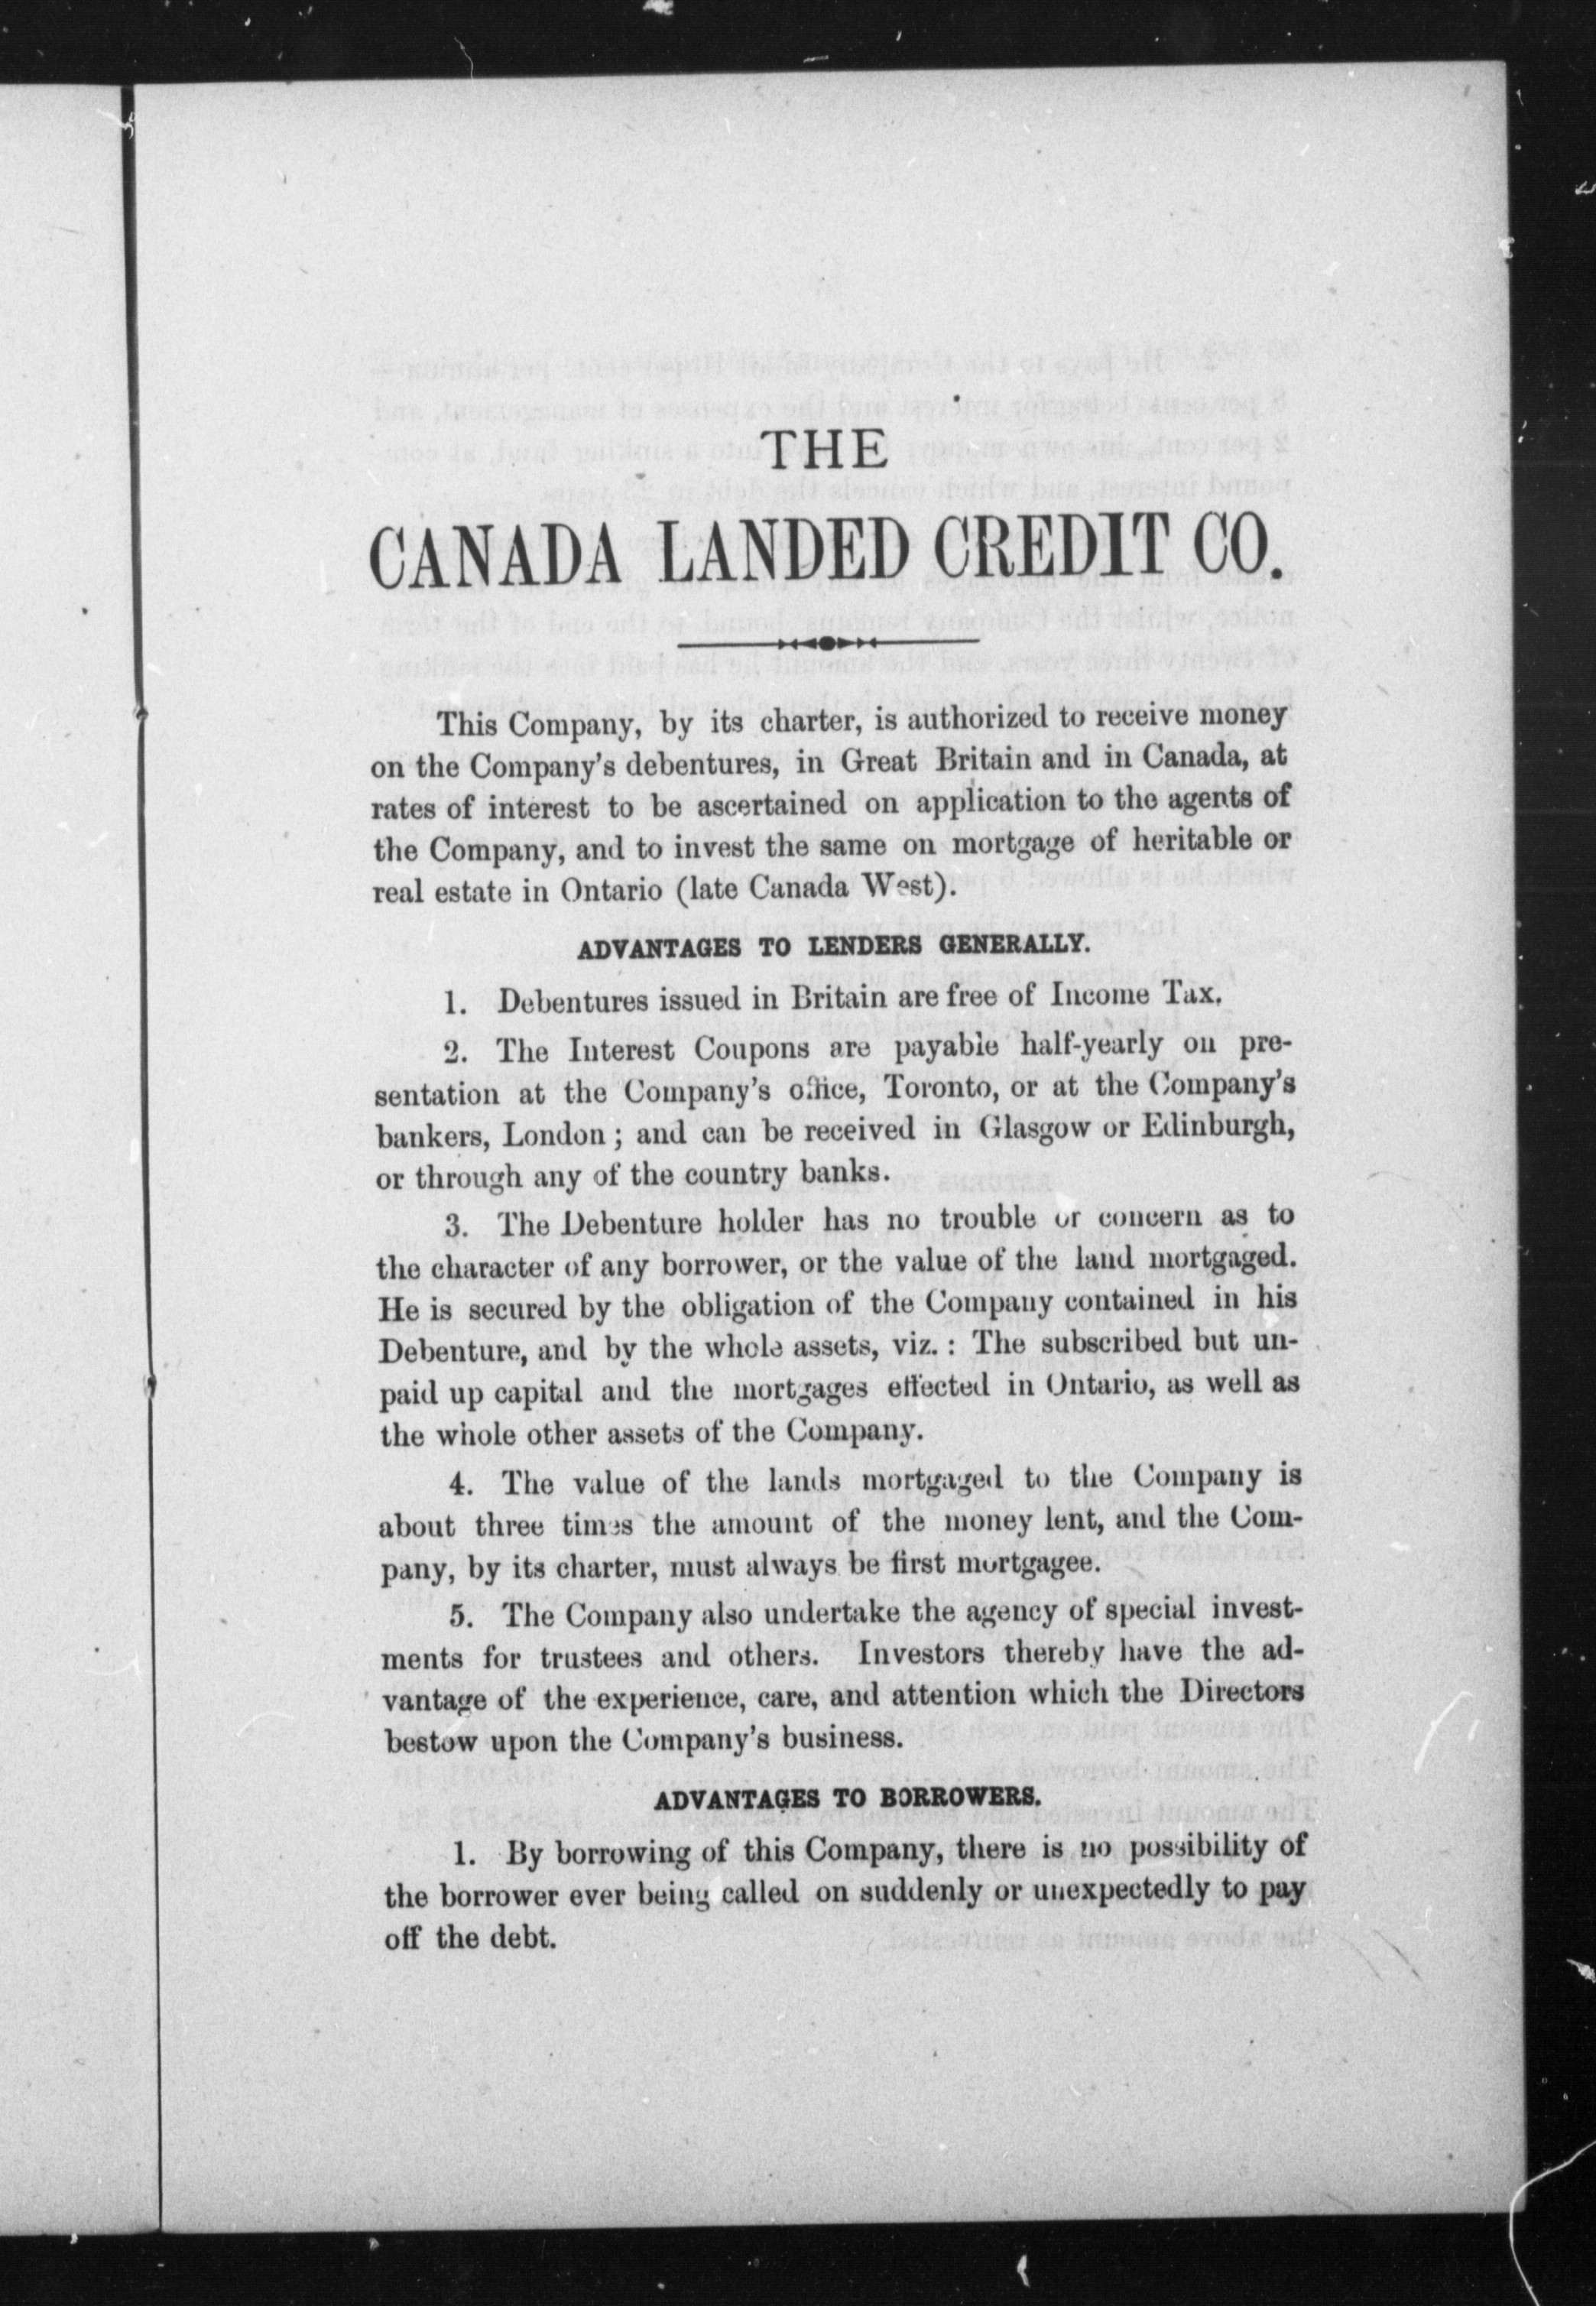 THE
CANADA LANDED CREDIT CO.
This Company, by its charter, is authorized to receive money
on the Company's debentures, in Great Britain and in Canada, at
rates of interest to be ascertained on application to the agents of
the Company, and to invest the same on mortgage of heritable or
real estate in Ontario (late Canada West).
ADVANTAGES TO LENDERS GENERALLY.
1. Debentures issued in Britain are free of Income Tax.
2. The Interest Coupons are payable half-yearly on pre-
sentation at the Company's office, Toronto, or at the Company's
bankers, London; and can be received in Glasgow or Edinburgh,
or through any of the country banks.
3. The Debenture holder has no trouble or concern as to
the character of any borrower, or the value of the land mortgaged.
He is secured by the obligation of the Company contained in his
Debenture, and by the whole assets, viz.: The subscribed but un-
paid up capital and the mortgages effected in Ontario, as well as
the whole other assets of the Company.
4. The value of the lands mortgaged to the Company is
about three times the amount of the money lent, and the Com-
pany, by its charter, must always be first mortgagee.
5. The Company also undertake the agency of special invest-
ments for trustees and others. Investors thereby have the ad-
vantage of the experience, care, and attention which the Directors
bestow upon the Company's business.
ADVANTAGES TO BORROWERS.
1. By borrowing of this Company, there is no possibility of
the borrower ever being called on suddenly or unexpectedly to pay
off the debt.